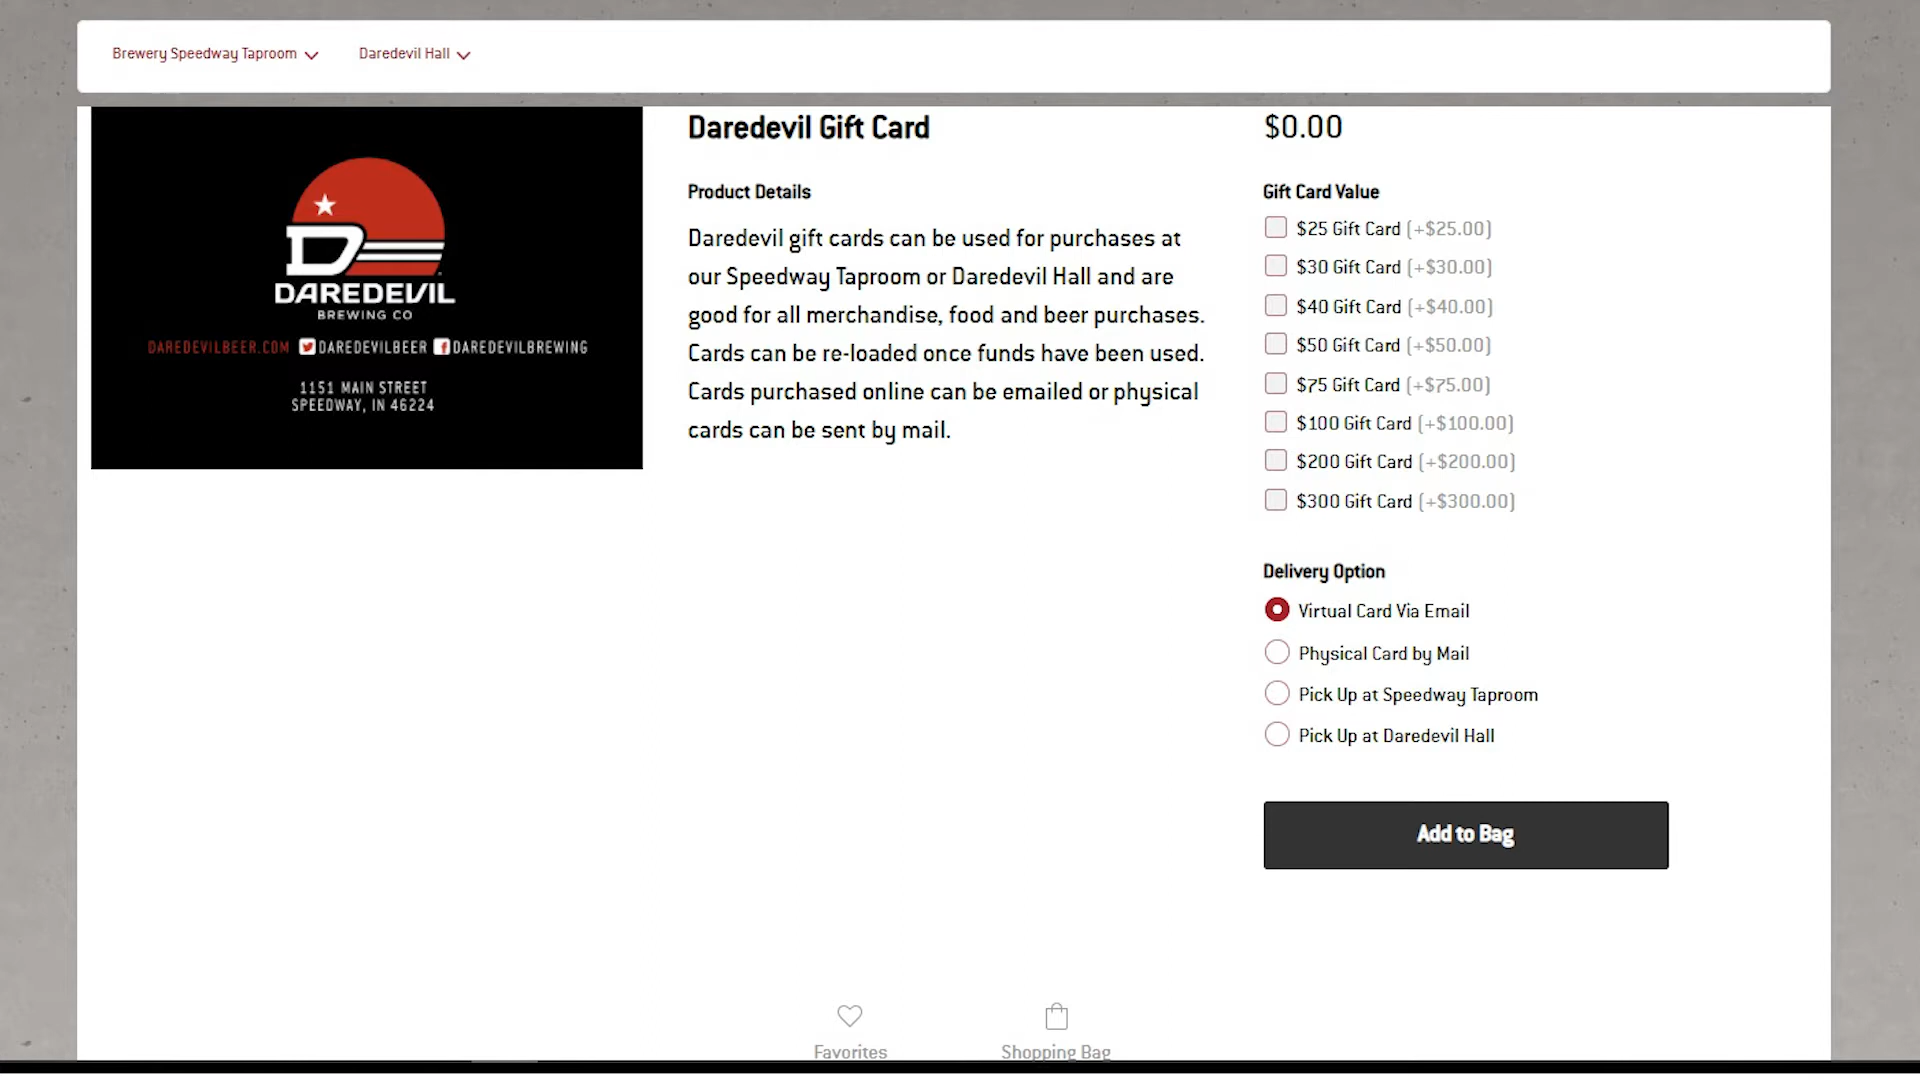 Brewery Speedway Taproom
Daredevil Hall
D
DAREDEVIL
BREWING CO
DAREDEVILBEER.COM DAREDEVILBEER f DAREDEVILBREWING
1151 MAIN STREET
SPEEDWAY, IN 46224
Daredevil Gift Card
Product Details
Daredevil gift cards can be used for purchases at
our Speedway Taproom or Daredevil Hall and are
good for all merchandise, food and beer purchases.
Cards can be re-loaded once funds have been used.
Cards purchased online can be emailed or physical
cards can be sent by mail.
$0.00
Gift Card Value
$25 Gift Card (+$25.00)
$30 Gift Card (+$30.00)
$40 Gift Card (+$40.00)
$50 Gift Card (+$50.00)
$75 Gift Card (+$75.00)
$100 Gift Card (+$100.00)
$200 Gift Card (+$200.00)
$300 Gift Card (+$300.00)
Delivery Option
Virtual Card Via Email
Physical Card by Mail
Pick Up at Speedway Taproom
Pick Up at Daredevil Hall
Add to Bag
Favorites
Shopping Bag